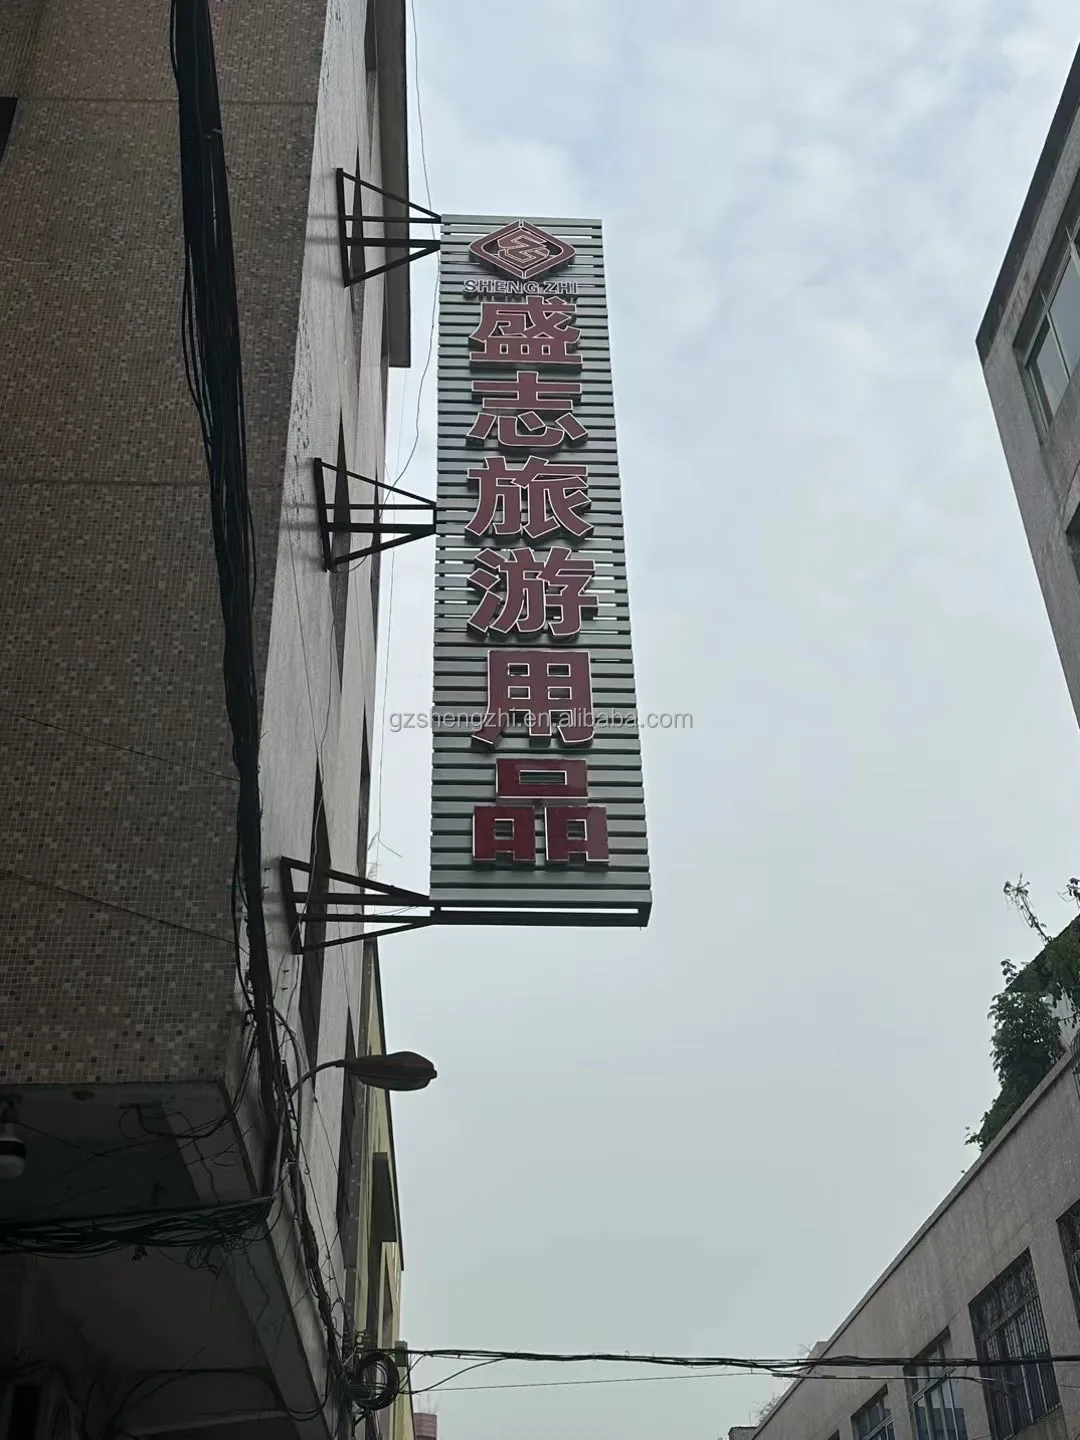 SHENG ZHI
盛志旅游用品
gzshengzhi.en.alibaba.com